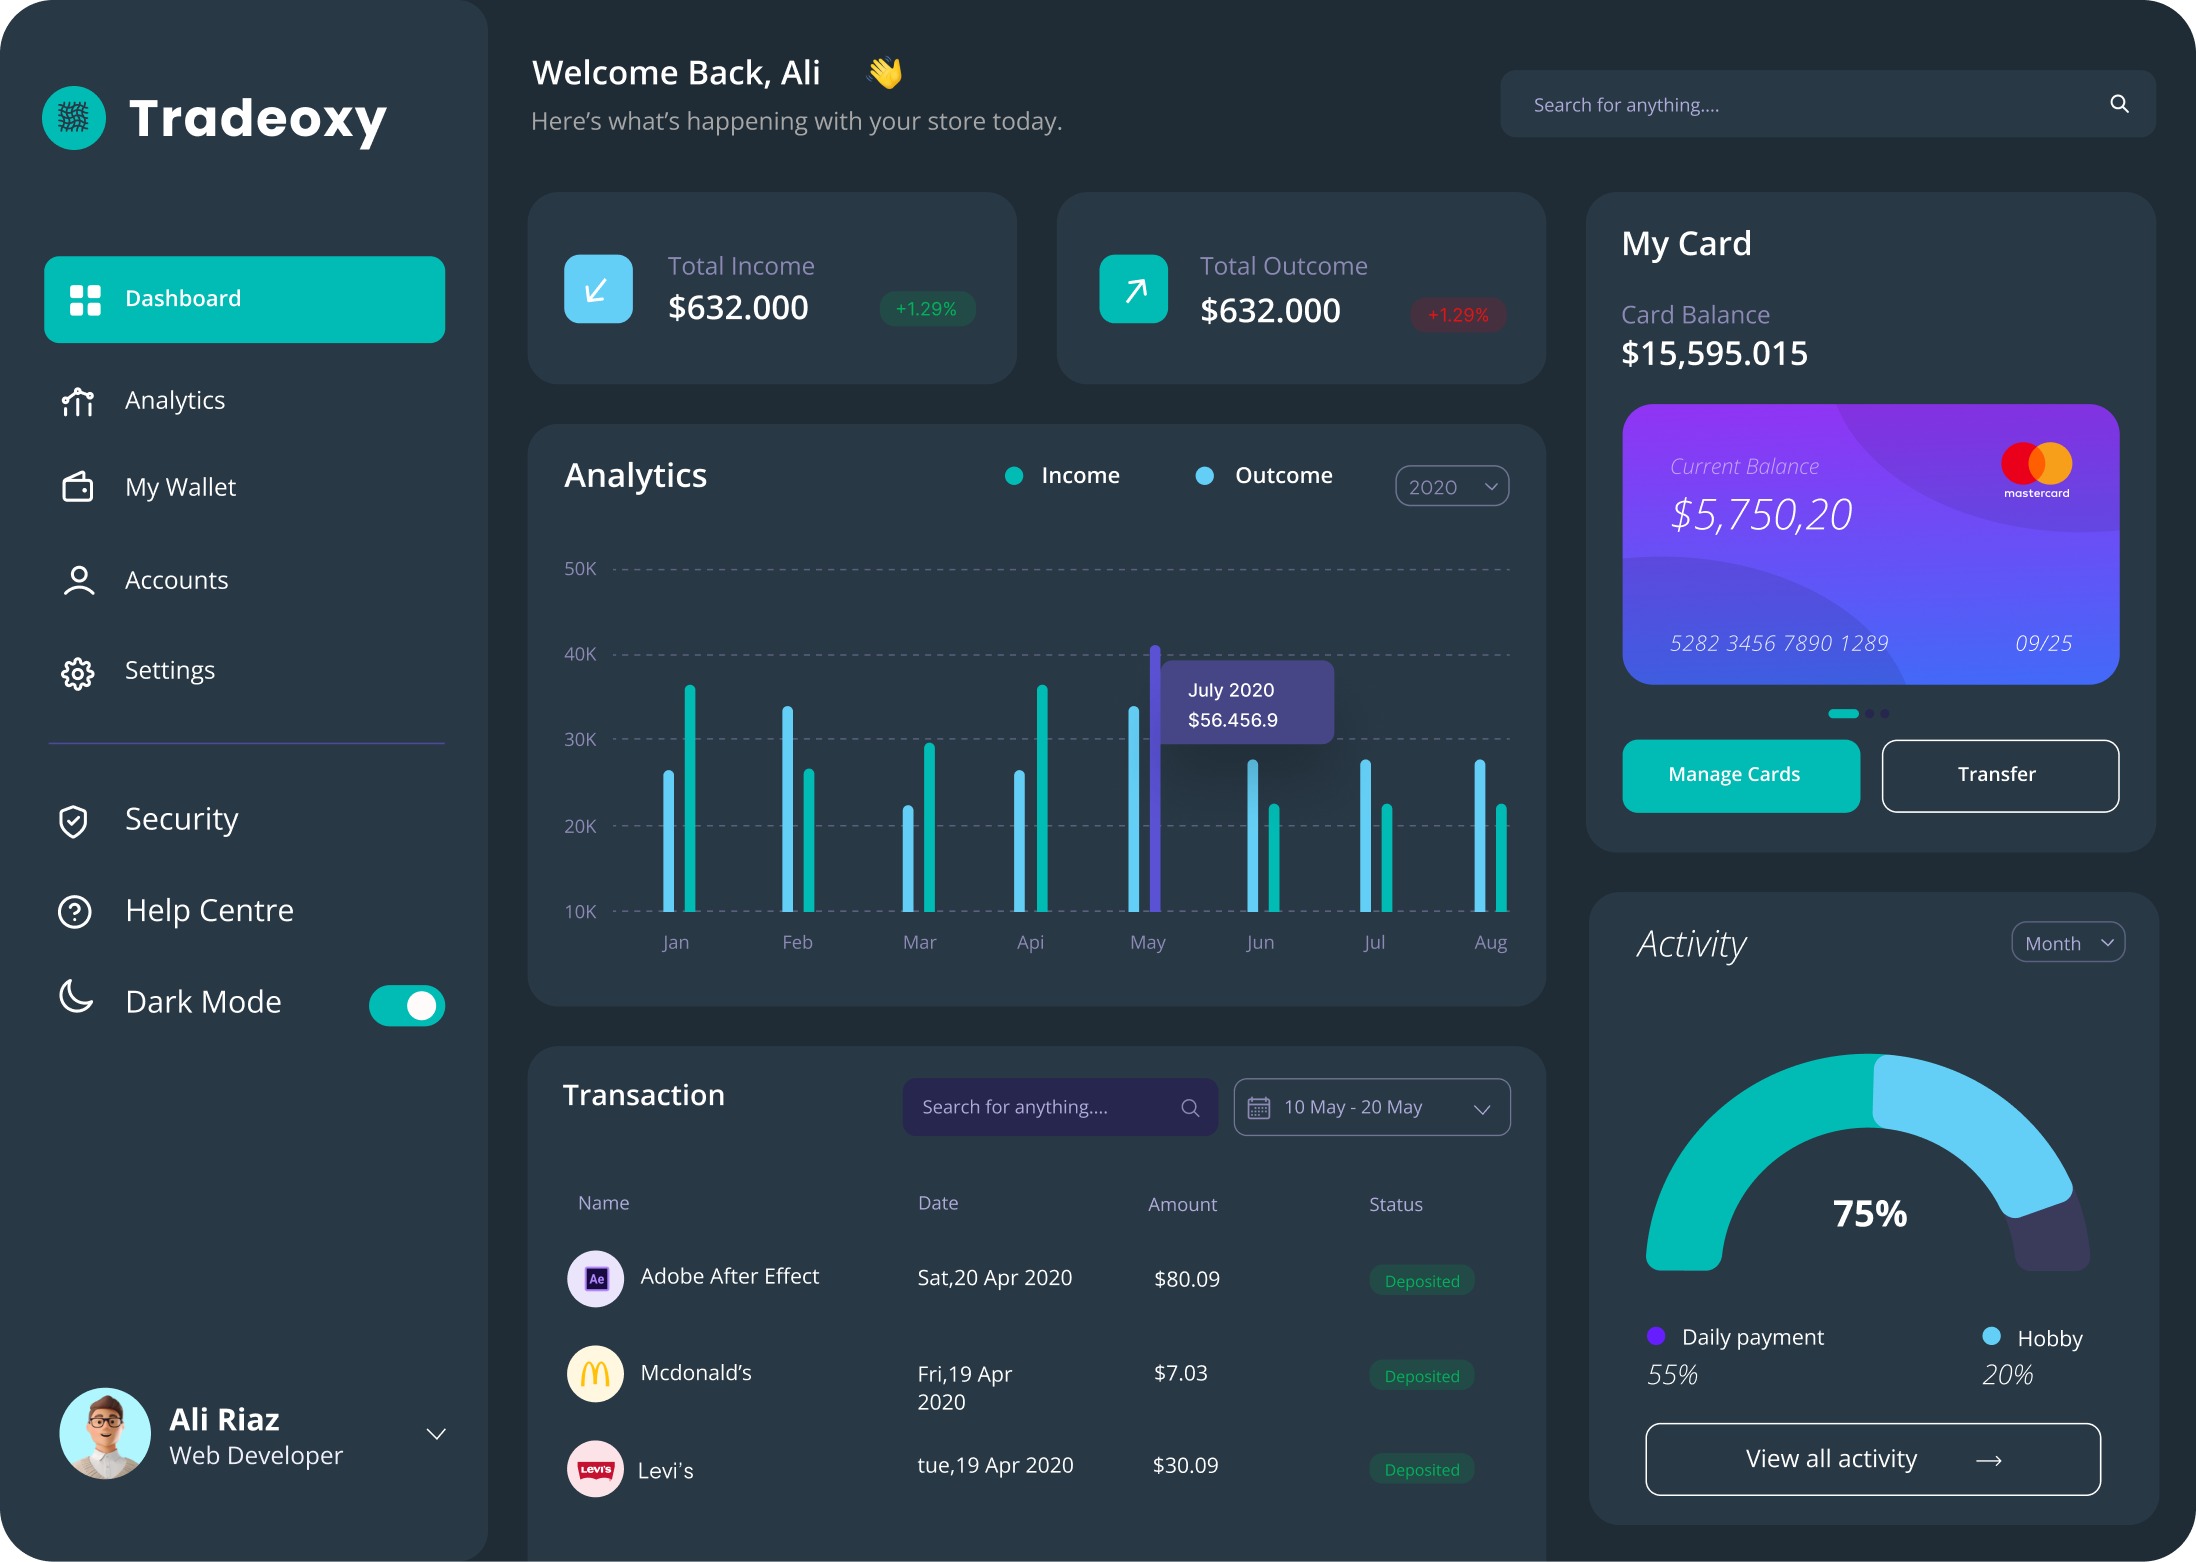 Tradeoxy
Dashboard
Analytics
My Wallet
Accounts
Settings
Security
Help Centre
Dark Mode
Ali Riaz
Web Developer
Welcome Back, Ali 👋
Here's what's happening with your store today.
Search for anything....
Total Income
$632.000
+1.29%
Total Outcome
$632.000
+1.29%
Analytics
Income
Outcome
2020
50K
40K
30K
20K
10K
July 2020
$56.456.9
Jan
Feb
Mar
Api
May
Jun
Jul
Aug
Transaction
Search for anything....
10 May - 20 May
Name
Date
Amount
Status
Ae
Adobe After Effect
Sat,20 Apr 2020
$80.09
Deposited
Mcdonald's
Fri,19 Apr
2020
$7.03
Deposited
Levi's
Levi's
tue,19 Apr 2020
$30.09
Deposited
My Card
Card Balance
$15,595.015
Current Balance
$5,750,20
mastercard
5282 3456 7890 1289
09/25
Manage Cards
Transfer
Activity
Month
75%
Daily payment
55%
Hobby
20%
View all activity